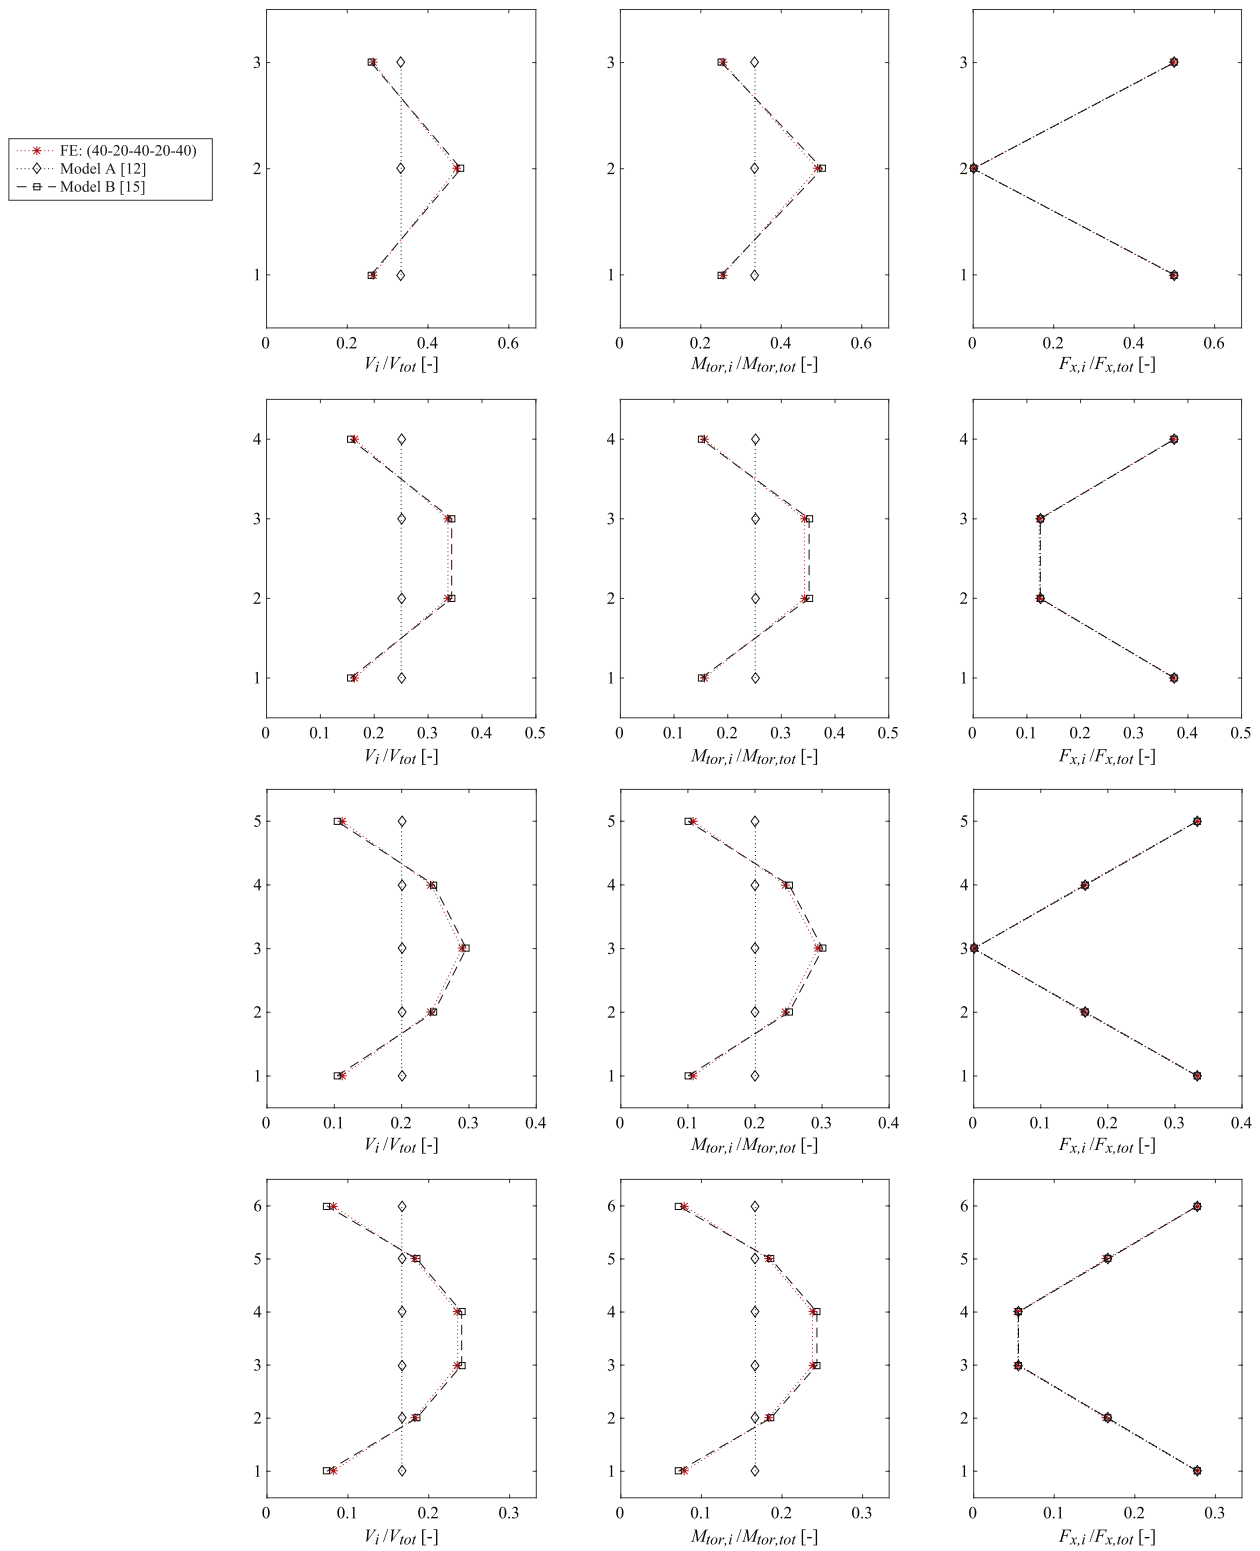 FE: (40-20-40-20-40)
Model A [12]
Model B [15]
3
2
1
0 0.2 0.4 0.6
V_i/V_tot [-]
3
2
1
0 0.2 0.4 0.6
M_tor,i/M_tor,tot [-]
3
2
1
0 0.2 0.4 0.6
F_x,i/F_x,tot [-]
4
3
2
1
0 0.1 0.2 0.3 0.4 0.5
V_i/V_tot [-]
4
3
2
1
0 0.1 0.2 0.3 0.4 0.5
M_tor,i/M_tor,tot [-]
4
3
2
1
0 0.1 0.2 0.3 0.4 0.5
F_x,i/F_x,tot [-]
5
4
3
2
1
0 0.1 0.2 0.3 0.4
V_i/V_tot [-]
5
4
3
2
1
0 0.1 0.2 0.3 0.4
M_tor,i/M_tor,tot [-]
5
4
3
2
1
0 0.1 0.2 0.3 0.4
F_x,i/F_x,tot [-]
6
5
4
3
2
1
0 0.1 0.2 0.3
V_i/V_tot [-]
6
5
4
3
2
1
0 0.1 0.2 0.3
M_tor,i/M_tor,tot [-]
6
5
4
3
2
1
0 0.1 0.2 0.3
F_x,i/F_x,tot [-]